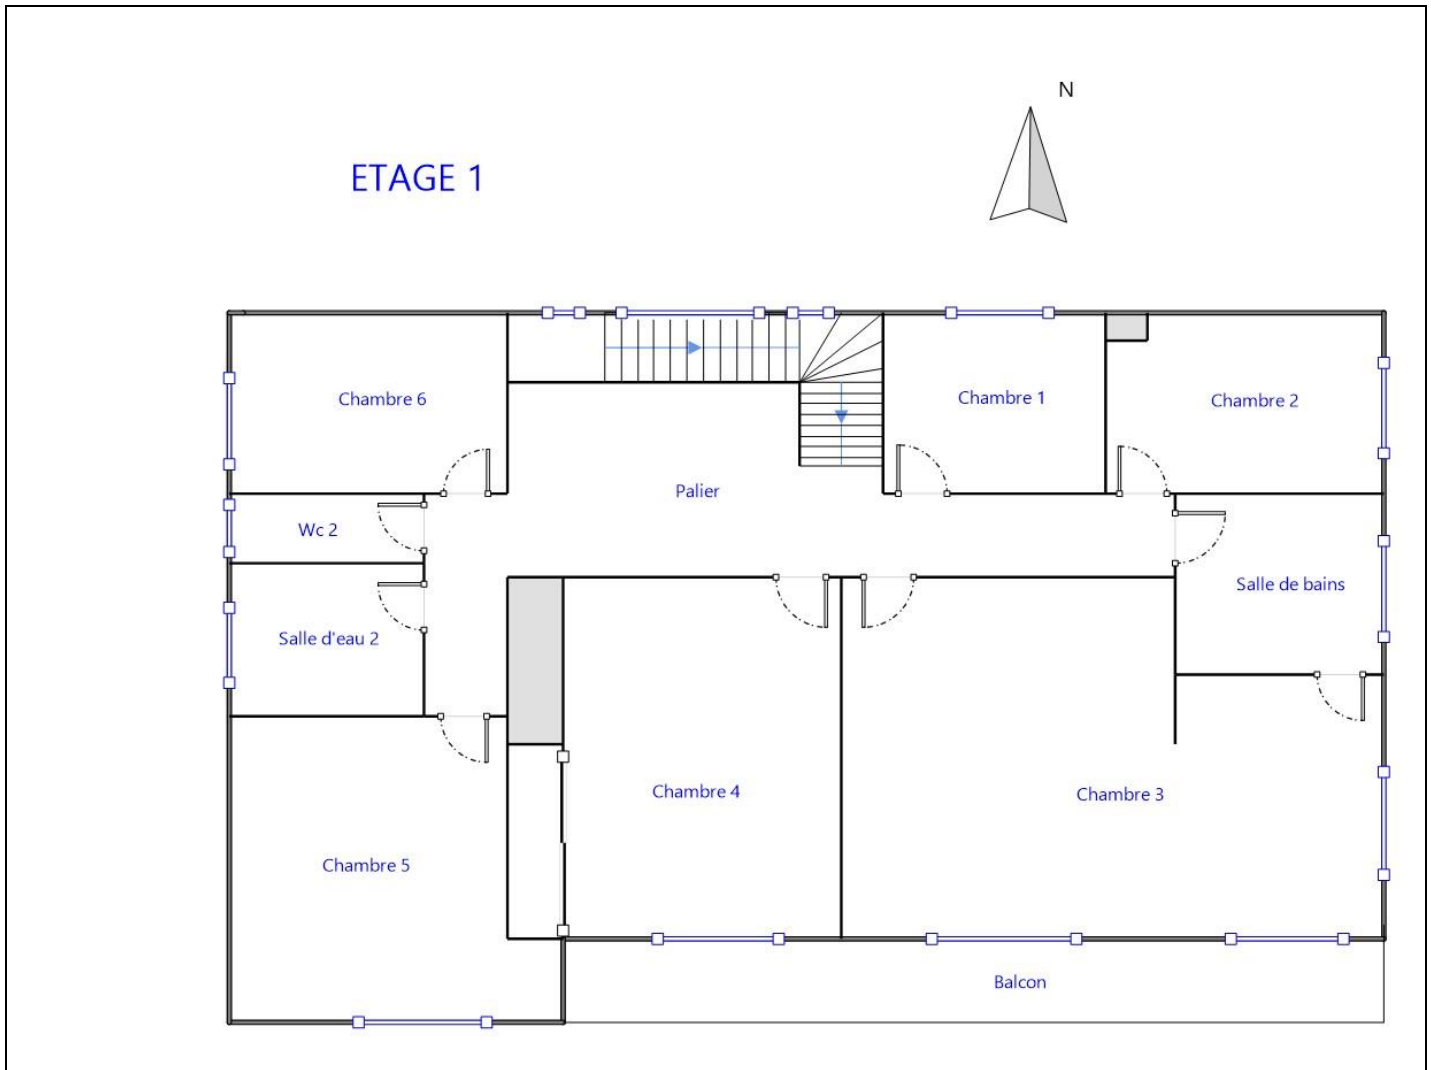 N
ETAGE 1
Chambre 6
Chambre 1
Chambre 2
Palier
Wc 2
Salle de bains
Salle d'eau 2
Chambre 4
Chambre 3
Chambre 5
Balcon